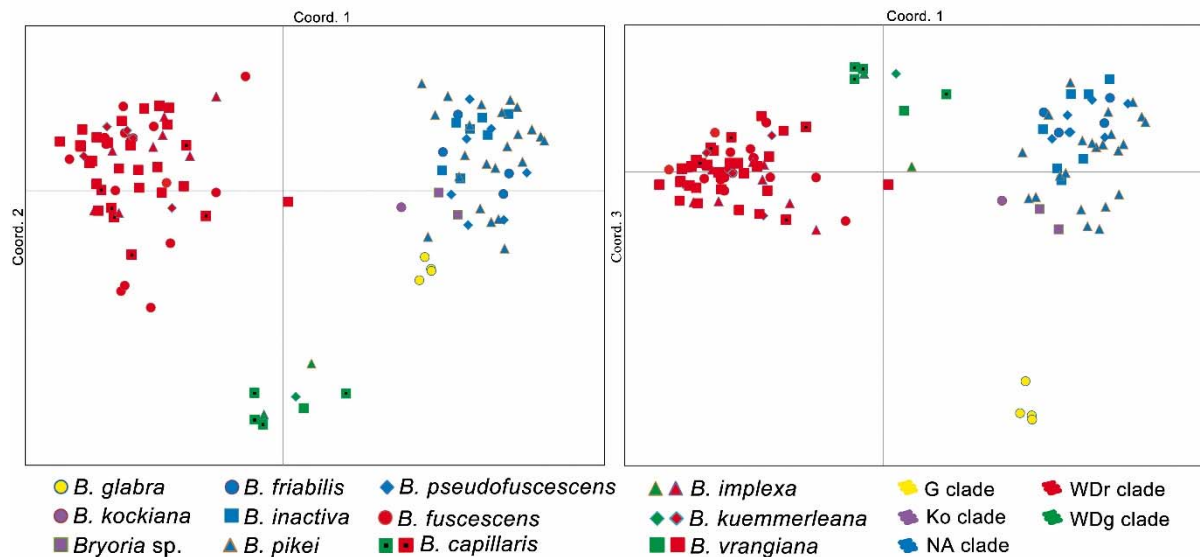 Coord. 1
Coord. 2
Coord. 1
Coord. 3
B. glabra B. friabilis B. pseudofuscescens B. implexa G clade WDr clade
B. kockiana B. inactiva B. fuscescens B. kuemmerleana Ko clade WDg clade
Bryoria sp. B. pikei B. capillaris B. vrangiana NA clade